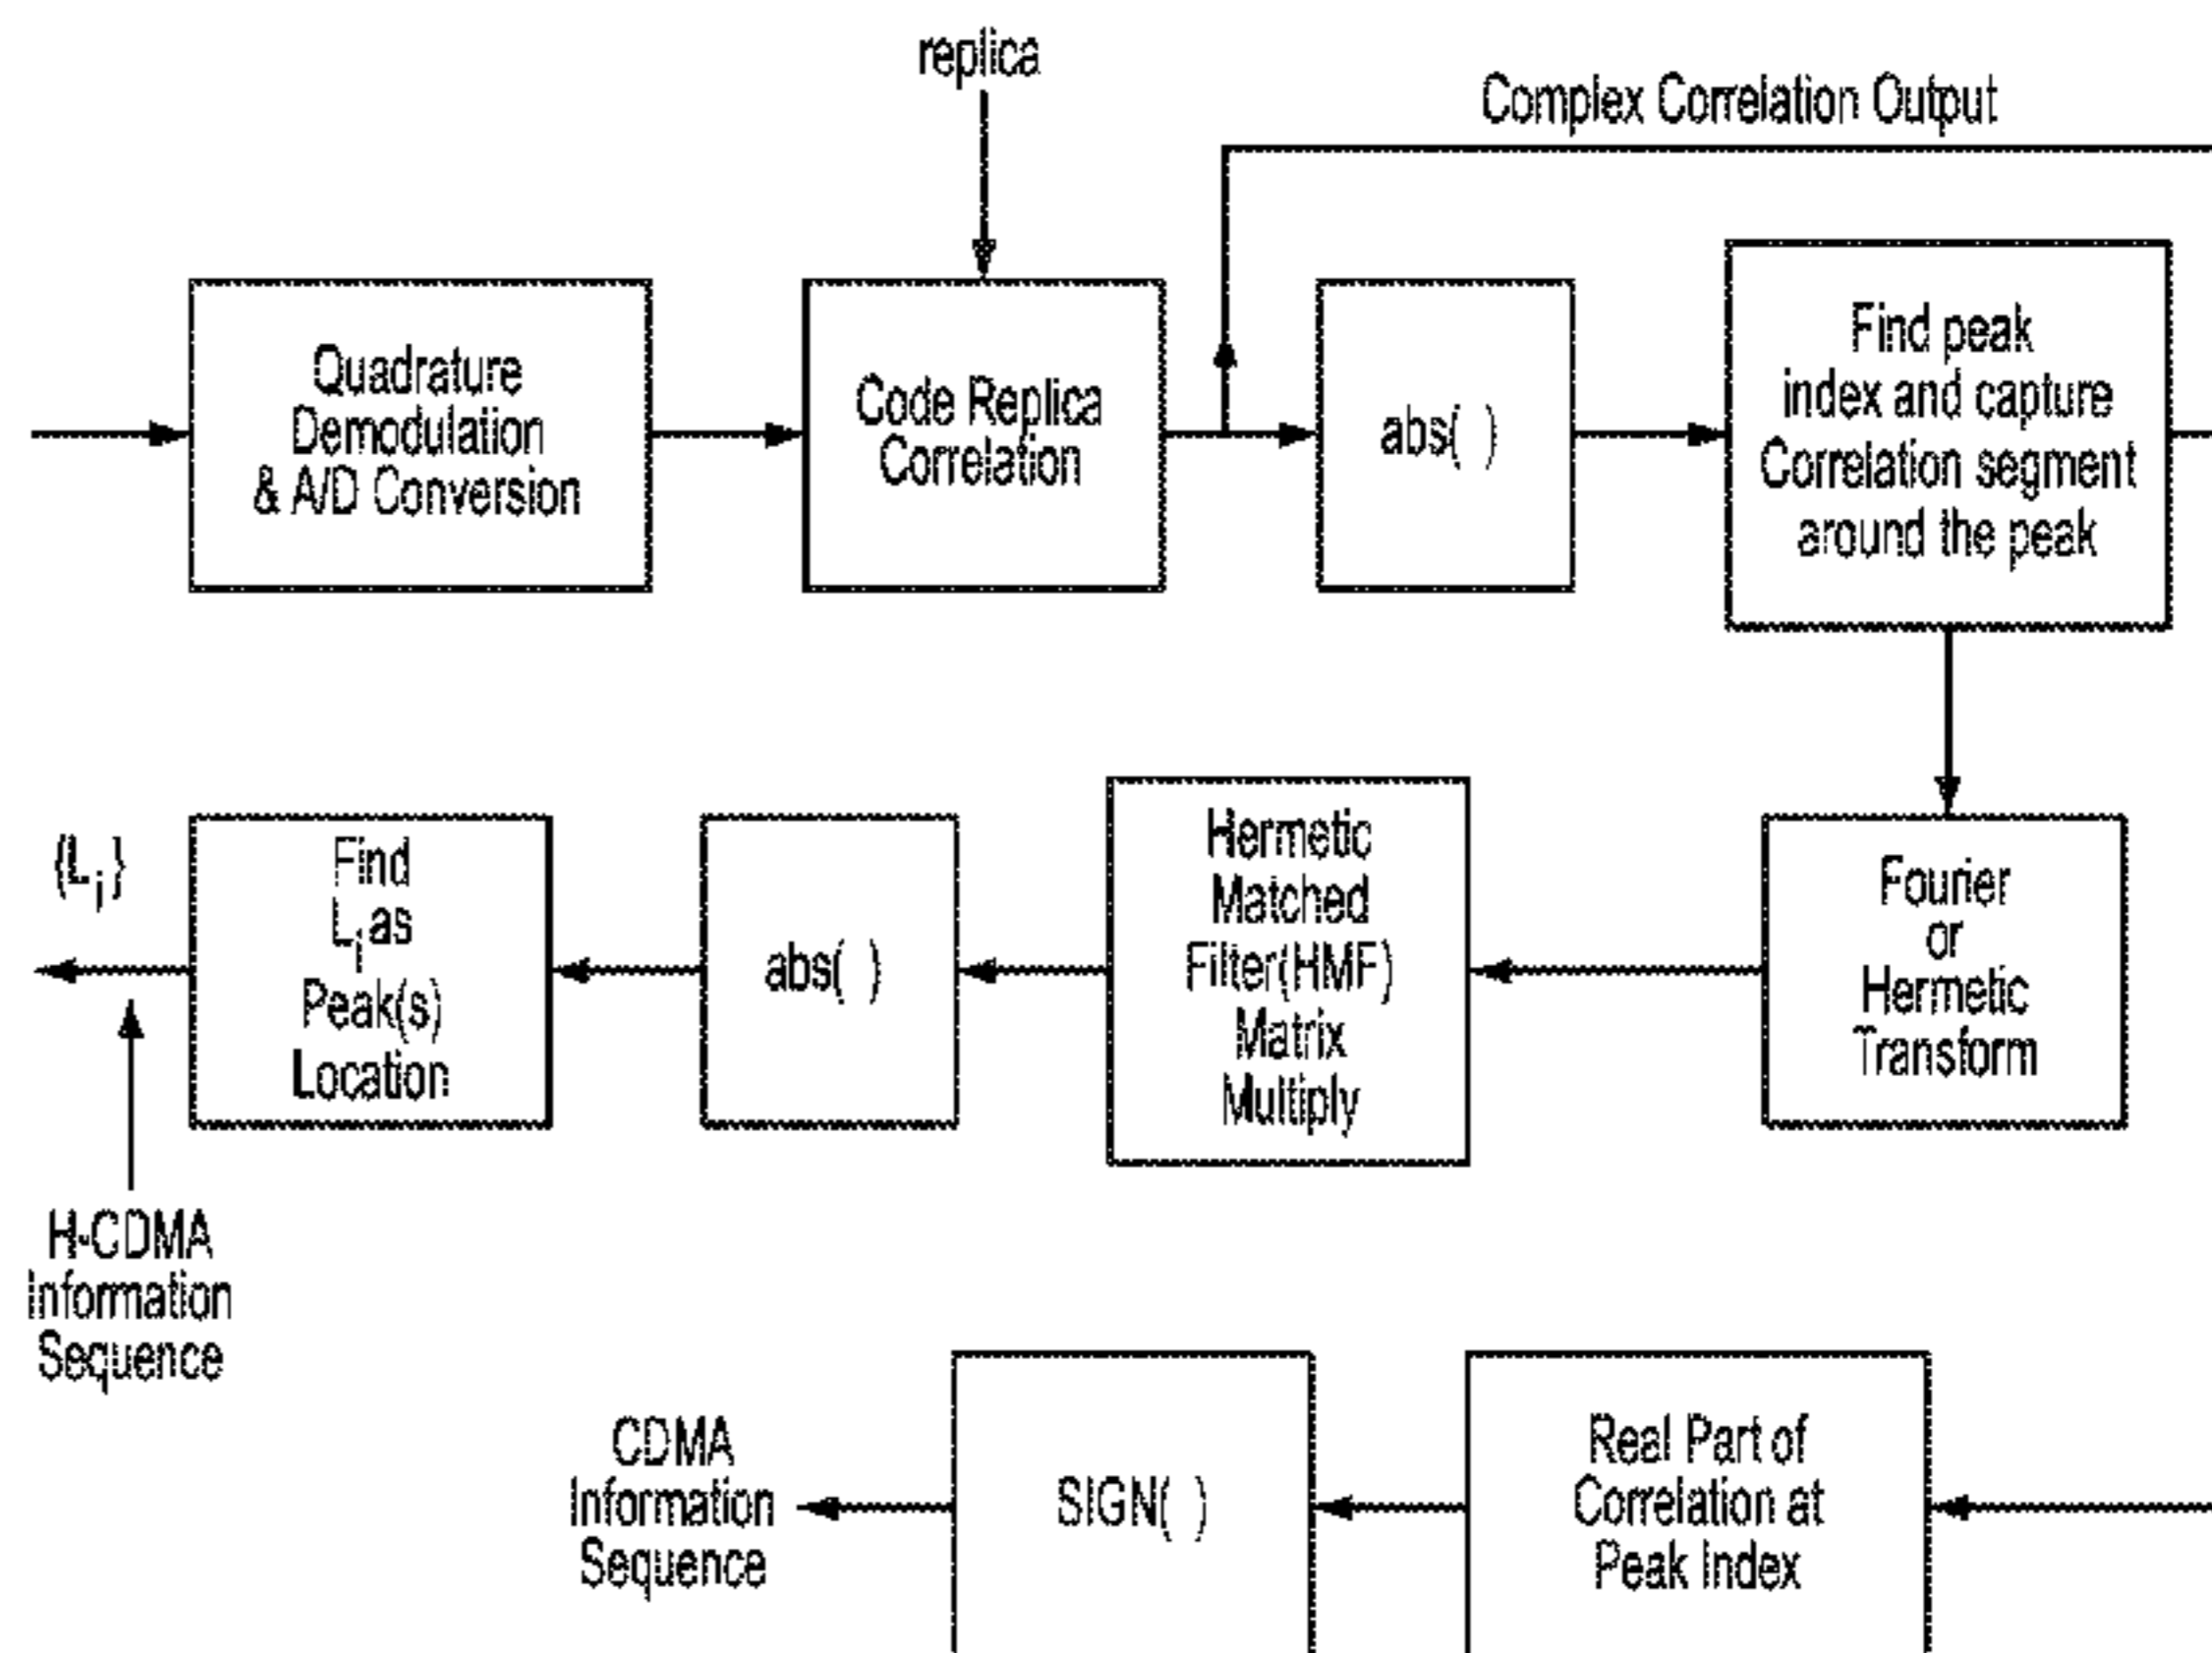 replica
Complex Correlation Output
Quadrature
Demodulation
& A/D Conversion
Code Replica
Correlation
abs( )
Find peak
index and capture
Correlation segment
around the peak
{Li}
Find
Li as
Peak(s)
Location
abs( )
Hermetic
Matched
Filter(HMF)
Matrix
Multiply
Fourier
or
Hermetic
Transform
H-CDMA
Information
Sequence
CDMA
Information
Sequence
SIGN( )
Real Part of
Correlation at
Peak Index